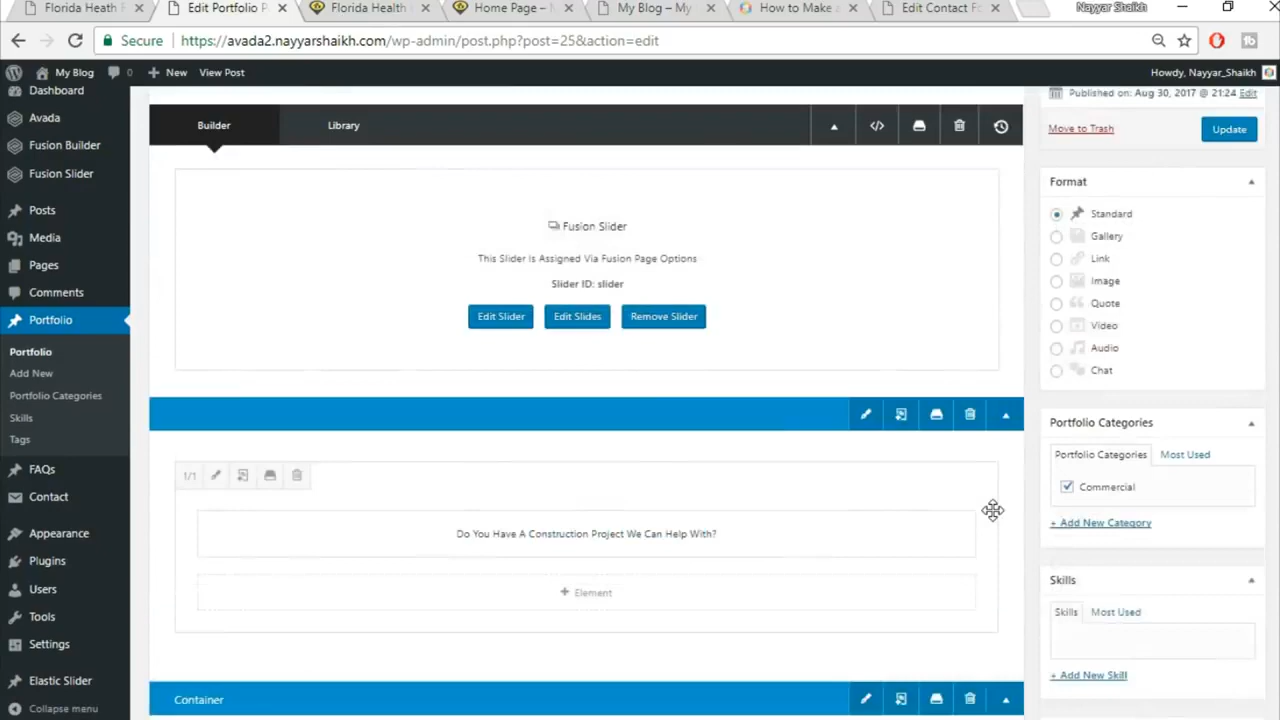 Florida Heath F
Edit Portfolio P
Florida Health
Home Page –
My Blog – My
How to Make
Edit Contact Fo
Nayyar Shaikh
Secure
https://avada2.nayyarshaikh.com/wp-admin/post.php?post=25&action=edit
My Blog
0
New
View Post
Howdy, Nayyar_Shaikh
Dashboard
Avada
Fusion Builder
Fusion Slider
Posts
Media
Pages
Comments
Portfolio
Portfolio
Add New
Portfolio Categories
Skills
Tags
FAQs
Contact
Appearance
Plugins
Users
Tools
Settings
Elastic Slider
Collapse menu
Builder
Library
Fusion Slider
This Slider Is Assigned Via Fusion Page Options
Slider ID: slider
Edit Slider
Edit Slides
Remove Slider
1/1
Do You Have A Construction Project We Can Help With?
+ Element
Container
Published on: Aug 30, 2017 @ 21:24 Edit
Move to Trash
Update
Format
Standard
Gallery
Link
Image
Quote
Video
Audio
Chat
Portfolio Categories
Portfolio Categories
Most Used
Commercial
+ Add New Category
Skills
Skills
Most Used
+ Add New Skill